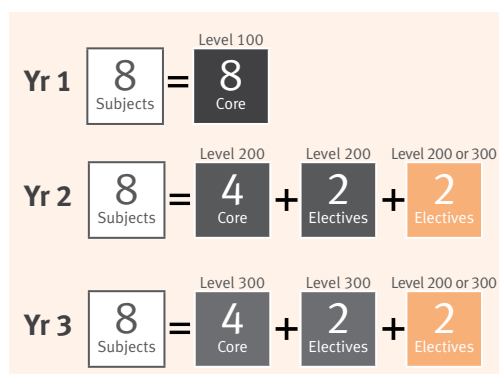 Level 100
Yr 1 8 = 8
Subjects Core
Level 200 Level 200 Level 200 or 300
Yr 2 8 = 4 + 2 + 2
Subjects Core Electives Electives
Level 300 Level 300 Level 200 or 300
Yr 3 8 = 4 + 2 + 2
Subjects Core Electives Electives